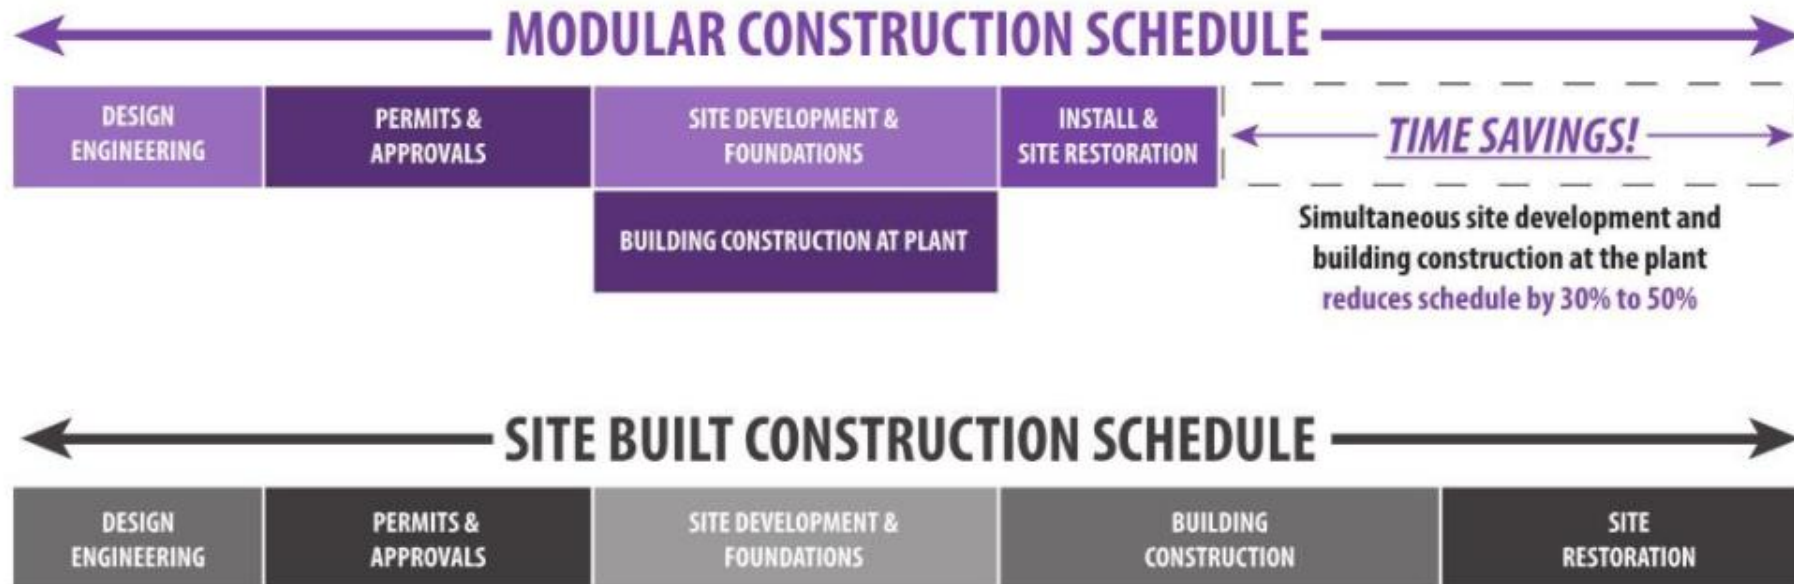 MODULAR CONSTRUCTION SCHEDULE
DESIGN
ENGINEERING
PERMITS &
APPROVALS
SITE DEVELOPMENT &
FOUNDATIONS
INSTALL &
SITE RESTORATION
TIME SAVINGS!
BUILDING CONSTRUCTION AT PLANT
Simultaneous site development and
building construction at the plant
reduces schedule by 30% to 50%
SITE BUILT CONSTRUCTION SCHEDULE
DESIGN
ENGINEERING
PERMITS &
APPROVALS
SITE DEVELOPMENT &
FOUNDATIONS
BUILDING
CONSTRUCTION
SITE
RESTORATION